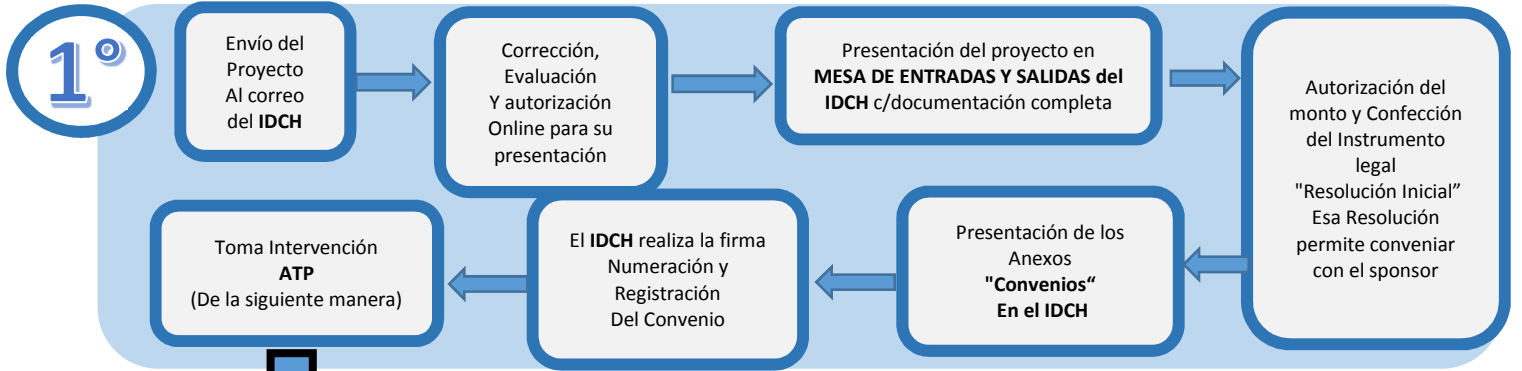 1°
Envío del
Proyecto
Al correo
del IDCH
Corrección,
Evaluación
Y autorización
Online para su
presentación
Presentación del proyecto en
MESA DE ENTRADAS Y SALIDAS del
IDCH c/documentación completa
Autorización del
monto y Confección
del Instrumento
legal
"Resolución Inicial”
Esa Resolución
permite conveniar
con el sponsor
Presentación de los
Anexos
"Convenios“
En el IDCH
El IDCH realiza la firma
Numeración y
Registración
Del Convenio
Toma Intervención
ATP
(De la siguiente manera)